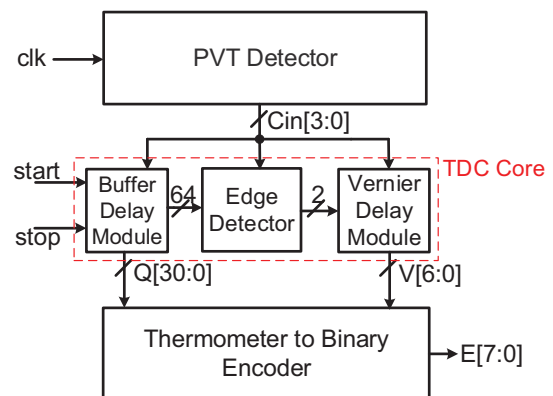 clk
PVT Detector
Cin[3:0]
TDC Core
start
stop
Buffer
Delay
Module
64
Edge
Detector
2
Vernier
Delay
Module
Q[30:0]
V[6:0]
Thermometer to Binary
Encoder
E[7:0]